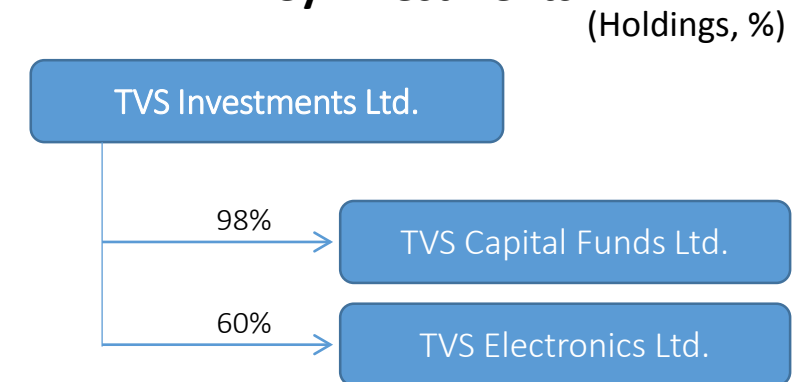 (Holdings, %)
TVS Investments Ltd.
98%
TVS Capital Funds Ltd.
60%
TVS Electronics Ltd.